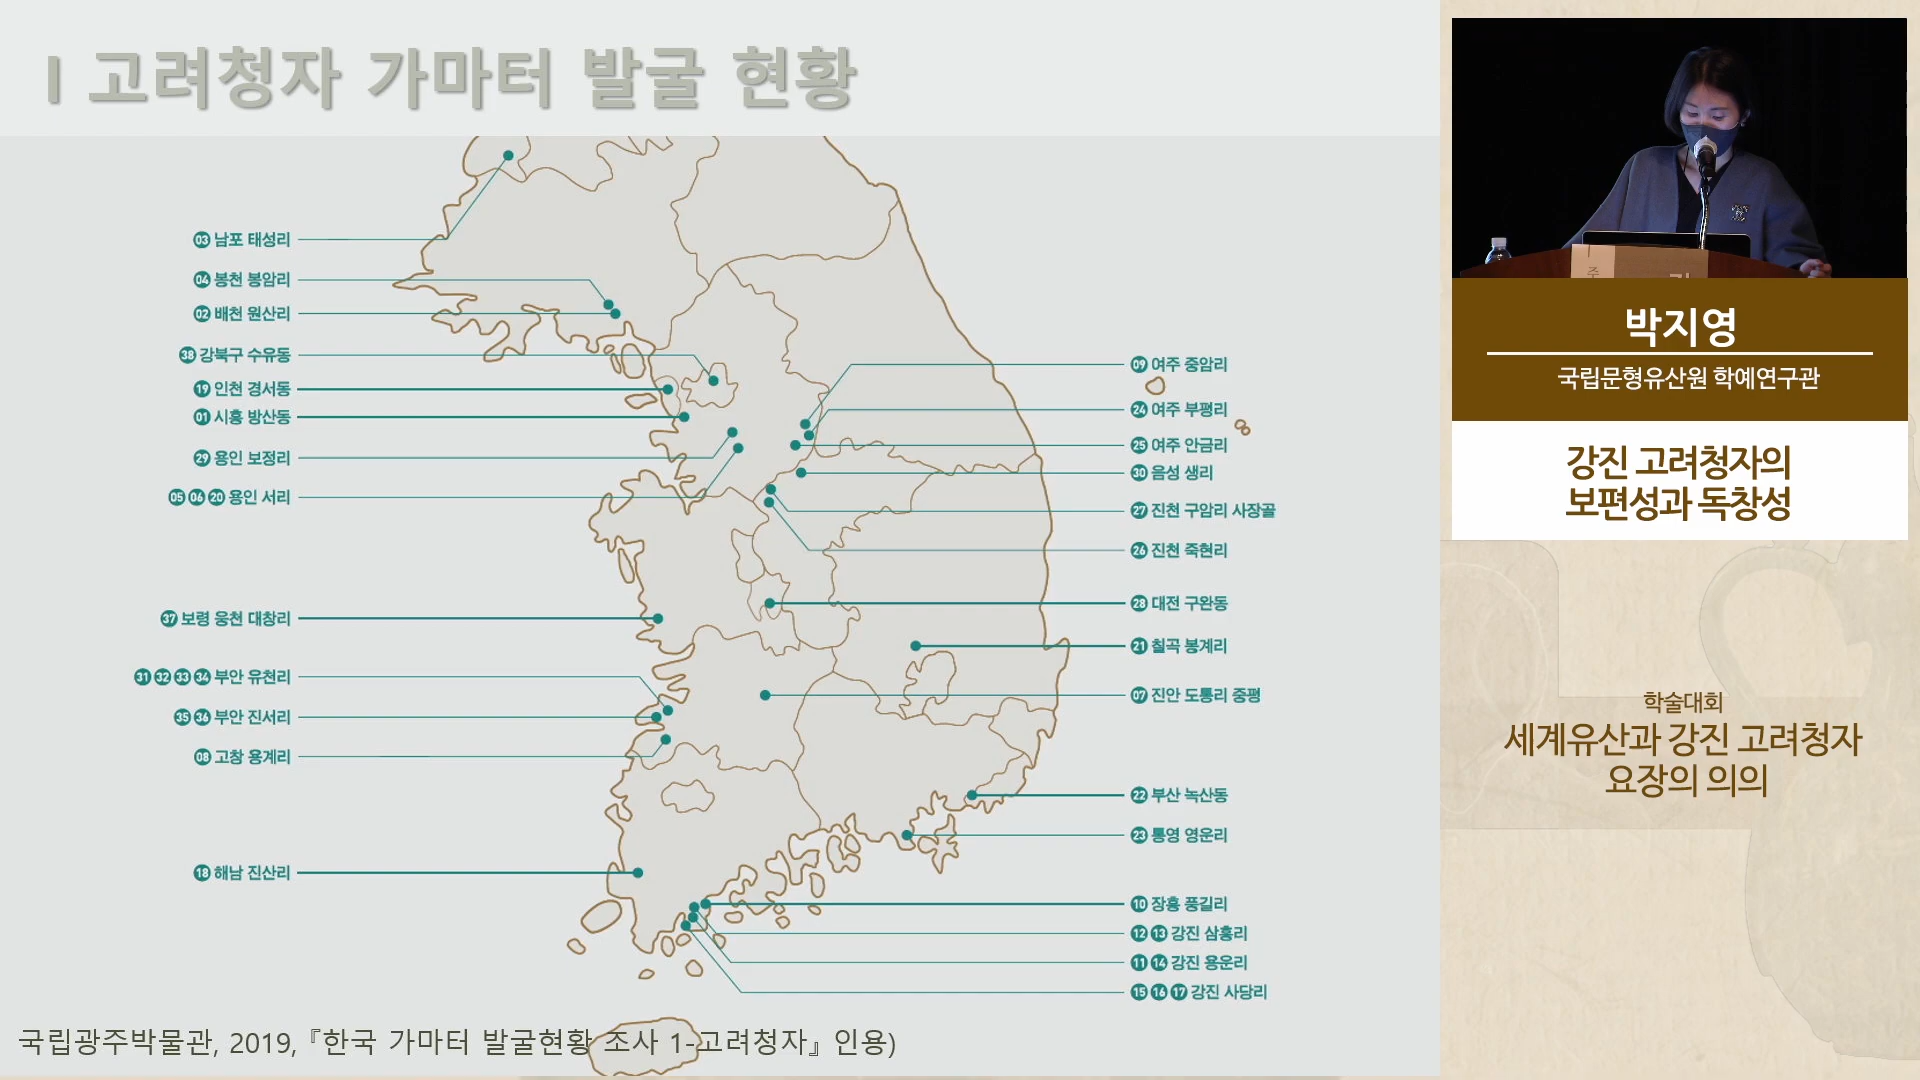 I 고려청자 가마터 발굴 현황
03 남포 태성리
04 봉천 봉암리
02 배천 원산리
38 강북구 수유동
19 인천 경서동
01 시흥 방산동
29 용인 보정리
05 06 20 용인 서리
37 보령 웅천 대창리
31 32 33 34 부안 유천리
35 36 부안 진서리
08 고창 용계리
18 해남 진산리
09 여주 중암리
24 여주 부평리
25 여주 안금리
30 음성 생리
27 진천 구암리 사장골
26 진천 죽현리
28 대전 구완동
21 칠곡 봉계리
07 진안 도통리 중평
22 부산 녹산동
23 통영 영운리
10 장흥 풍길리
12 13 강진 삼흥리
11 14 강진 용운리
15 16 17 강진 사당리
국립광주박물관, 2019,『한국 가마터 발굴현황 조사 1-고려청자』 인용)
주
박지영
국립문형유산원 학예연구관
강진 고려청자의
보편성과 독창성
학술대회
세계유산과 강진 고려청자
요장의 의의